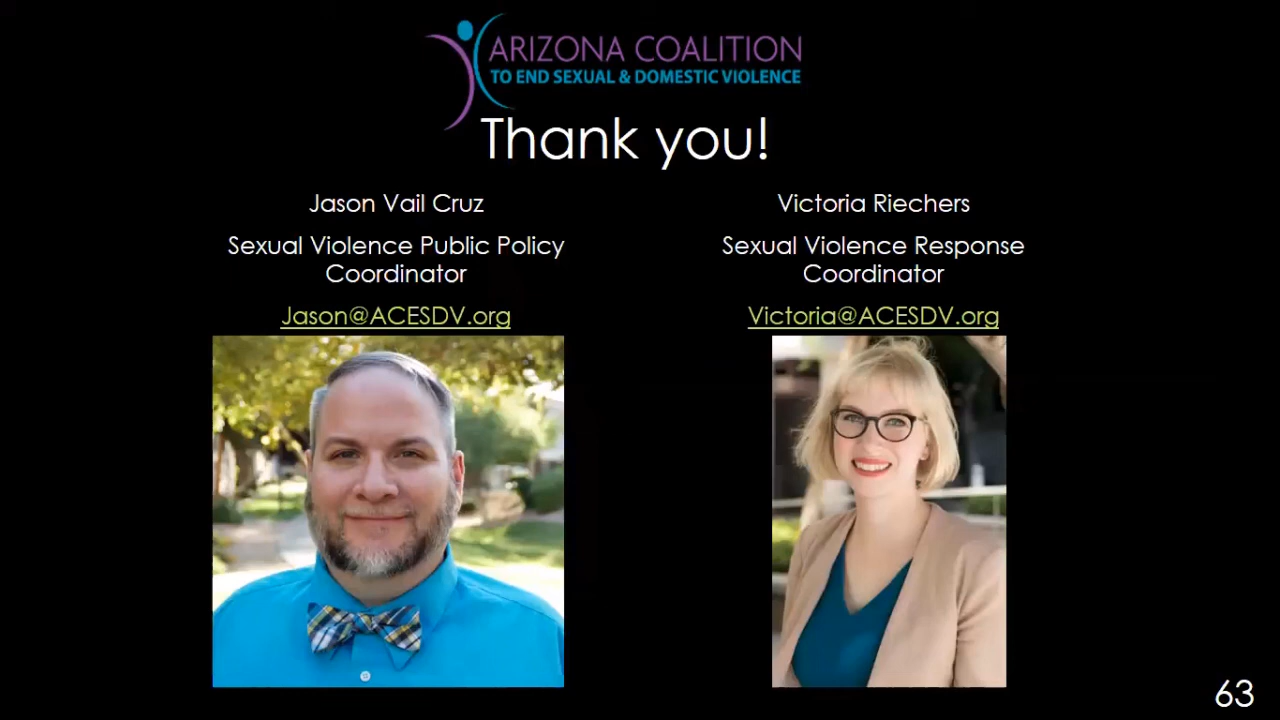 ARIZONA COALITION
TO END SEXUAL & DOMESTIC VIOLENCE
Thank you!
Jason Vail Cruz
Sexual Violence Public Policy
Coordinator
Jason@ACESDV.org
Victoria Riechers
Sexual Violence Response
Coordinator
Victoria@ACESDV.org
63